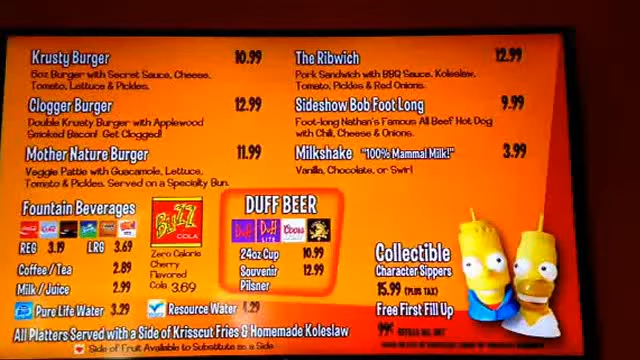 Krusty Burger 10.99
6oz Burger with Secret Sauce, Cheese,
Tomato, Lettuce & Pickles.
Clogger Burger 12.99
Double Krusty Burger with Applewood
Smoked Bacon! Get Clogged!
Mother Nature Burger 11.99
Veggie Pattie with Guacamole, Lettuce,
Tomato & Pickles. Served on a Specialty Bun.
The Ribwich 12.99
Pork Sandwich with BBQ Sauce, Koleslaw,
Tomato, Pickles & Red Onions.
Sideshow Bob Foot Long 9.99
Foot-long Nathan's Famous All Beef Hot Dog
with Chili, Cheese & Onions.
Milkshake "100% Mammal Milk!" 3.99
Vanilla, Chocolate, or Swirl
Fountain Beverages
REG 3.19 LRG 3.69
Coffee/Tea 2.89
Milk/Juice 2.99
Pure Life Water 3.29
Resource Water 4.29
BUZZ
COLA
Zero Calorie
Cherry
Flavored
Cola 3.69
DUFF BEER
Duff
Duff
Coors
24oz Cup 10.99
Souvenir 12.99
Pilsner
Collectible
Character Sippers
15.99 (PLUS TAX)
Free First Fill Up
99¢
All Platters Served with a Side of Krisscut Fries & Homemade Koleslaw
Side of Fruit Available to Substitute as a Side